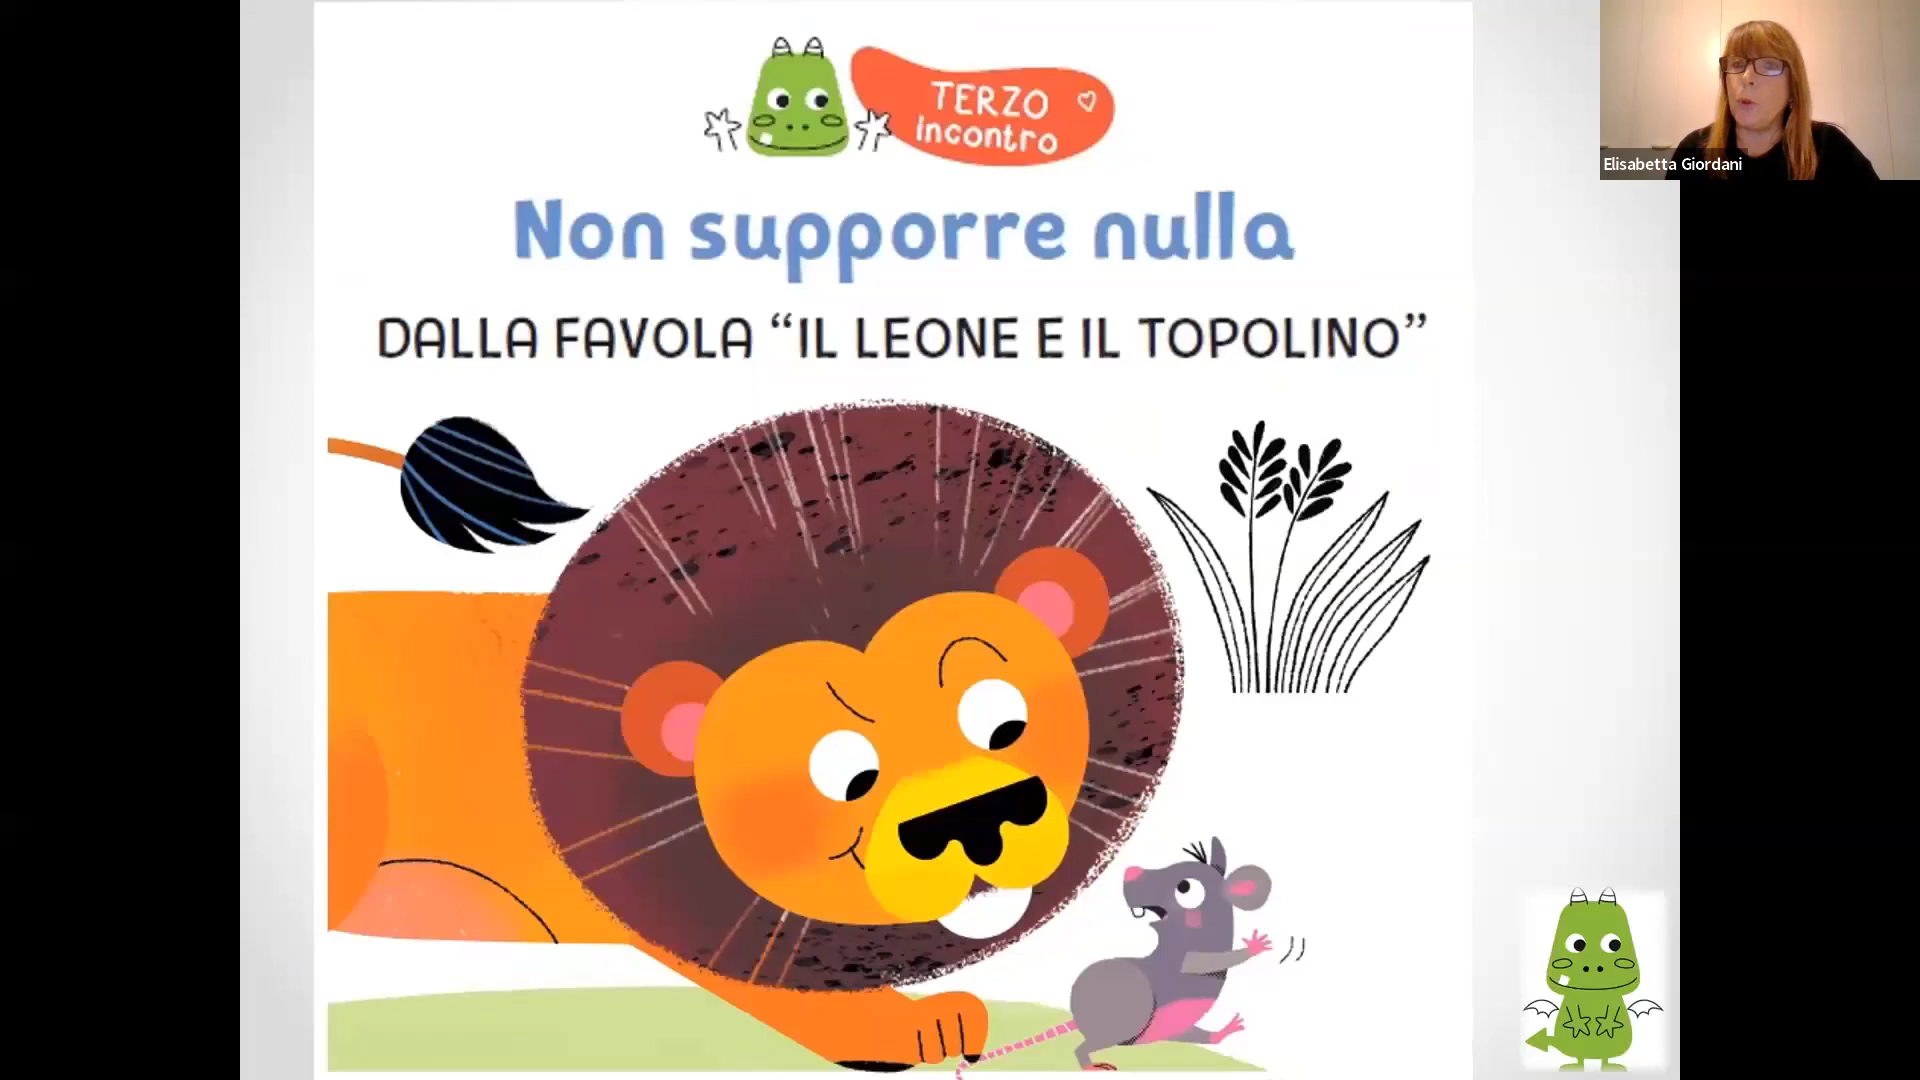 TERZO
incontro
Non supporre nulla
DALLA FAVOLA “IL LEONE E IL TOPOLINO”
Elisabetta Giordani